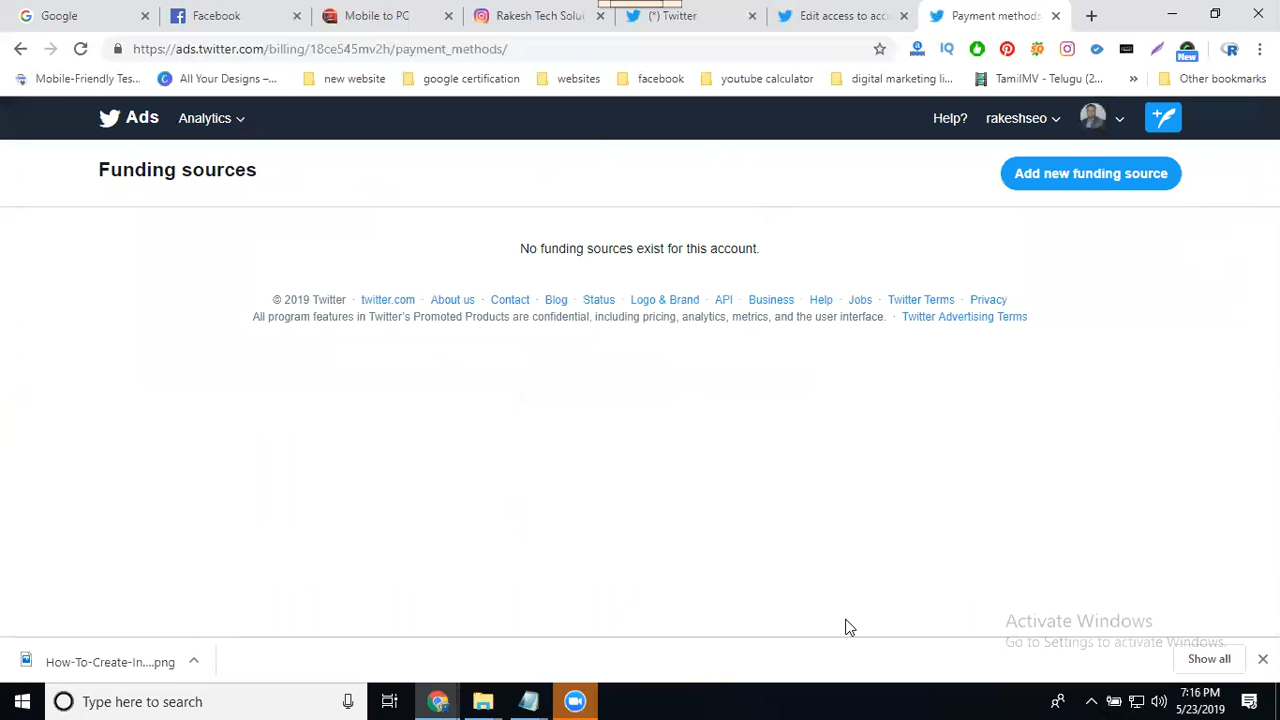 Google
Facebook
Mobile to PC
Rakesh Tech Solu
(*) Twitter
Edit access to acc
Payment methods
https://ads.twitter.com/billing/18ce545mv2h/payment_methods/
IQ
New
Mobile-Friendly Tes...
All Your Designs –...
new website
google certification
websites
facebook
youtube calculator
digital marketing li...
TamilMV - Telugu (2...
»
Other bookmarks
Ads
Analytics
Help?
rakeshseo
Funding sources
Add new funding source
No funding sources exist for this account.
© 2019 Twitter · twitter.com · About us · Contact · Blog · Status · Logo & Brand · API · Business · Help · Jobs · Twitter Terms · Privacy
All program features in Twitter's Promoted Products are confidential, including pricing, analytics, metrics, and the user interface. · Twitter Advertising Terms
Activate Windows
Go to Settings to activate Windows.
How-To-Create-In....png
Show all
Type here to search
7:16 PM
5/23/2019